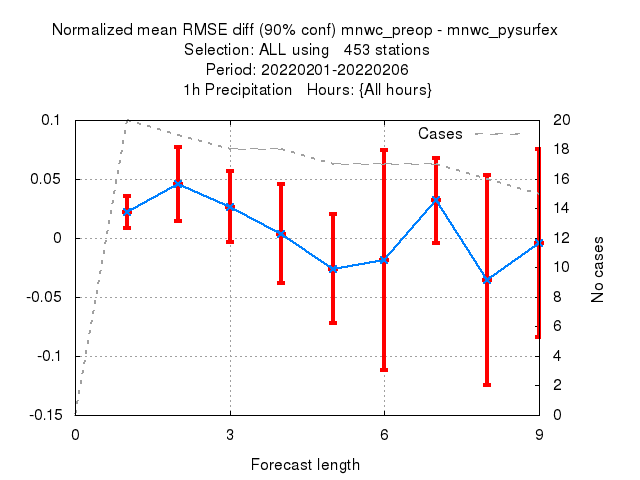 Normalized mean RMSE diff (90% conf) mnwc_preop - mnwc_pysurfex
Selection: ALL using   453 stations
Period: 20220201-20220206
1h Precipitation   Hours: {All hours}
Cases
0.1
0.05
0
-0.05
-0.1
-0.15
20
18
16
14
12
10
8
6
4
2
0
No cases
0 3 6 9
Forecast length